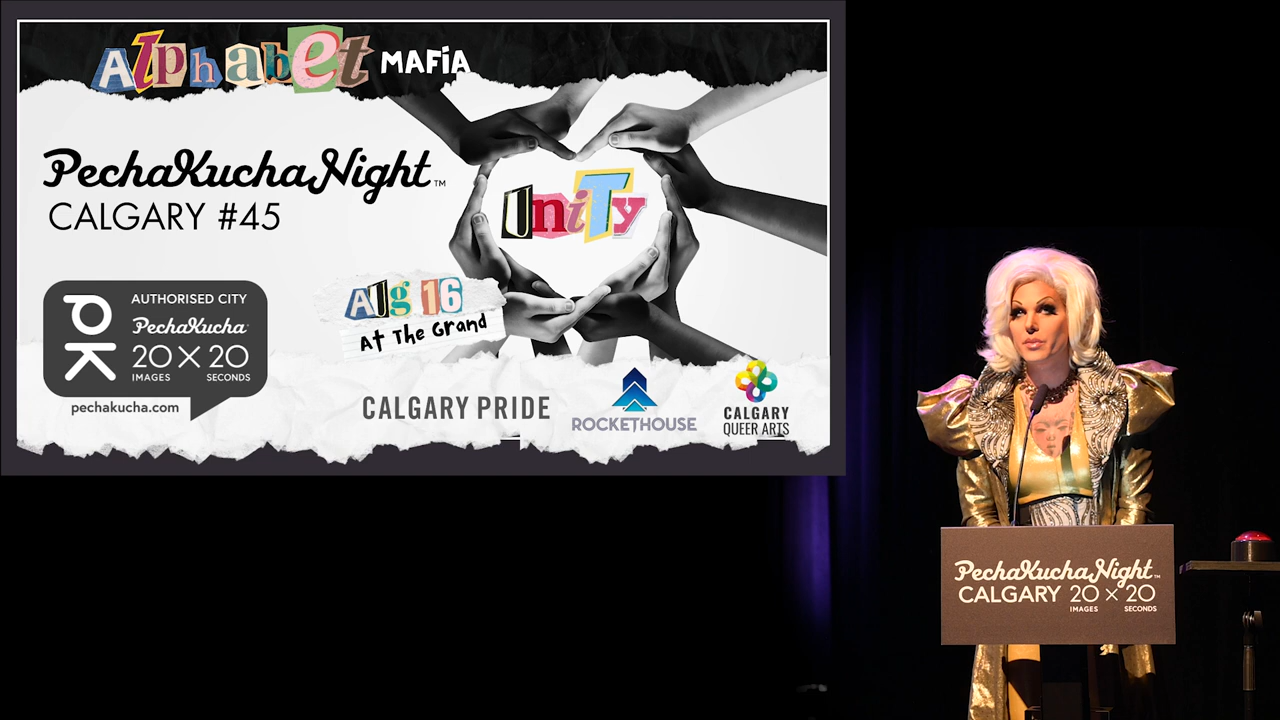 Alphabet MAFiA
PechaKuchaNight™
CALGARY #45
UniTy
Aug 16
At The Grand
PK
AUTHORISED CITY
PechaKucha
20 × 20
IMAGES SECONDS
pechakucha.com
CALGARY PRIDE
ROCKETHOUSE
CALGARY
QUEER ARTS
PechaKuchaNight™
CALGARY 20 × 20
IMAGES SECONDS